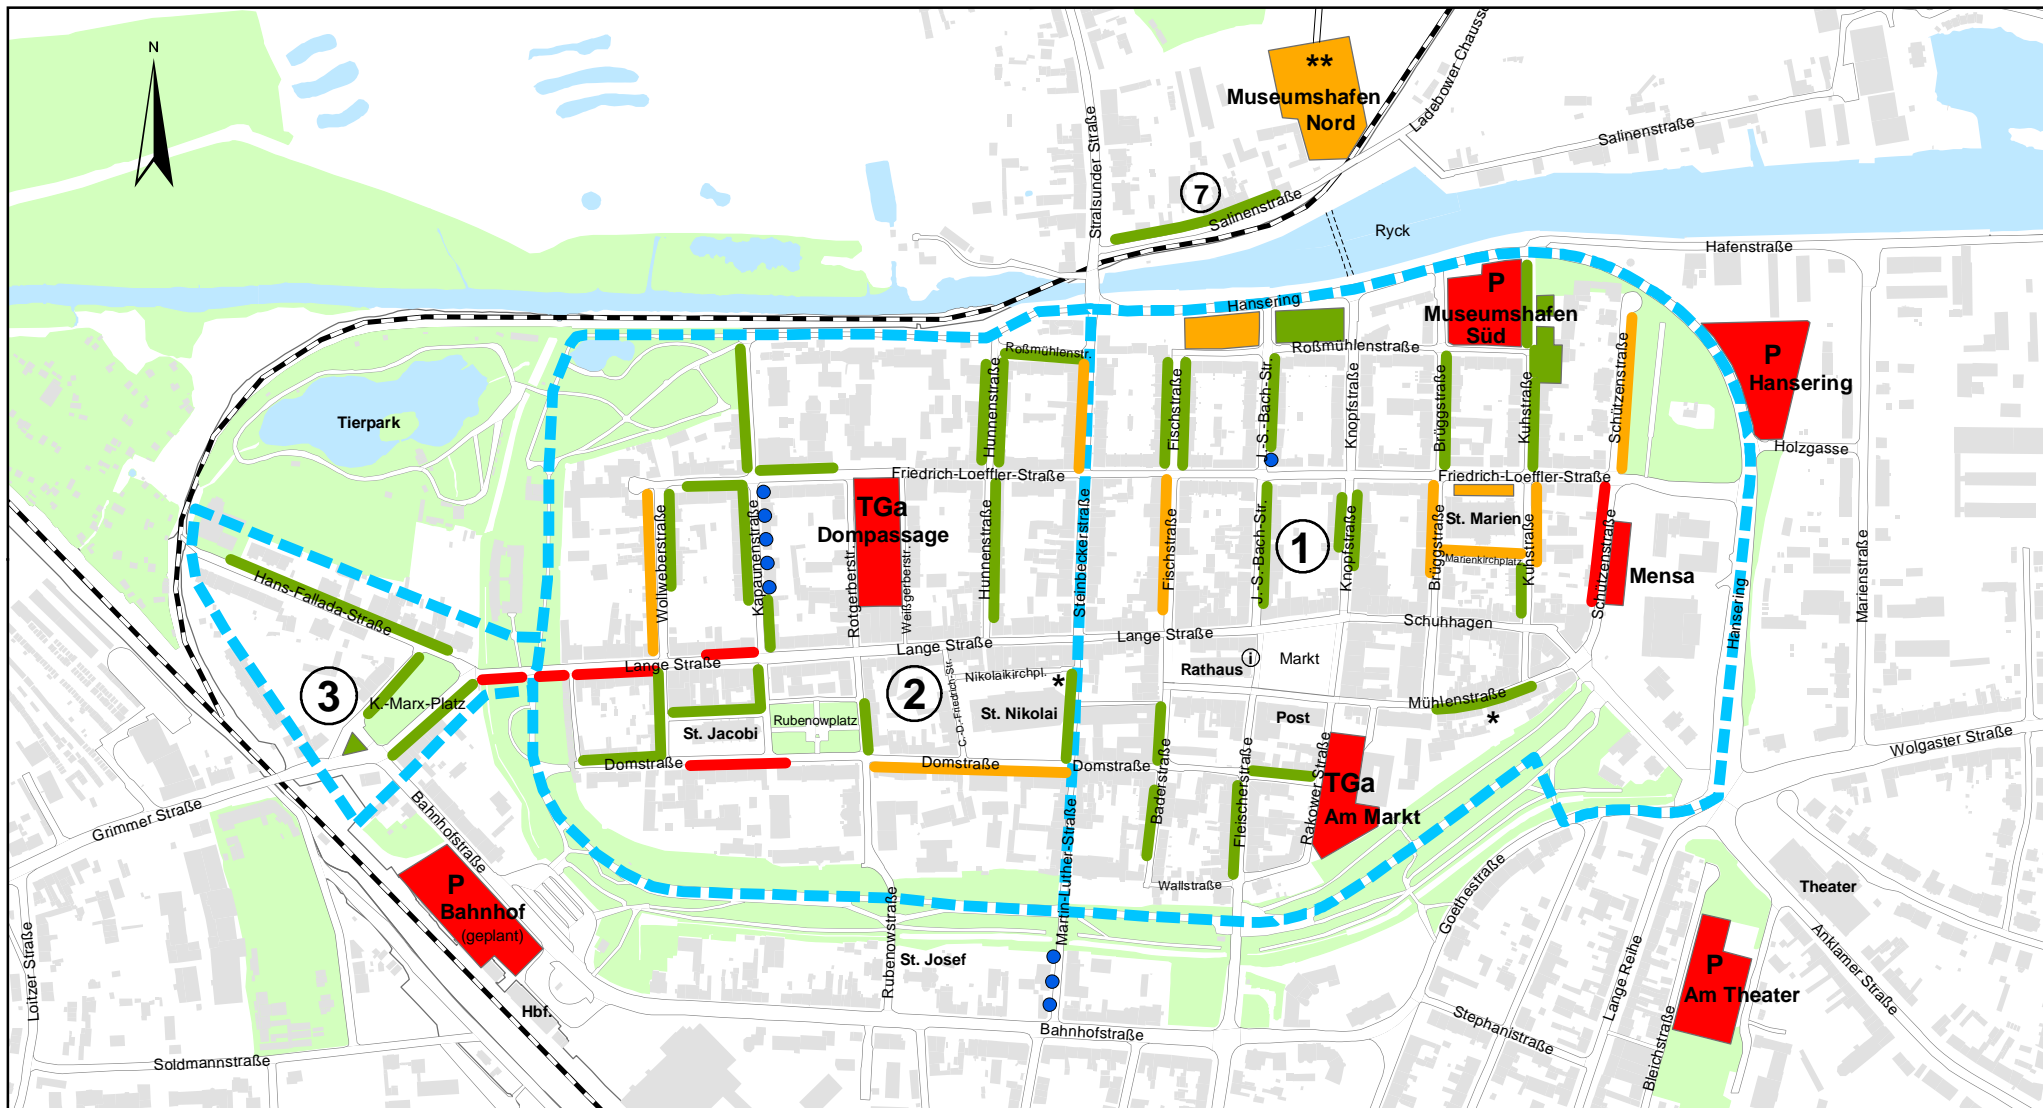 N
**
Museumshafen
Nord
Ladebower Chaussee
Salinenstraße
Stralsunder Straße
7
Salinenstraße
Ryck
Hafenstraße
Hansering
P
Museumshafen
Süd
Roßmühlenstr.
Roßmühlenstraße
P
Hansering
Tierpark
Hunnenstraße
Fischstraße
J.-S.-Bach-Str.
Knopfstraße
Brüggstraße
Kuhstraße
Schützenstraße
Holzgasse
Friedrich-Loeffler-Straße
Friedrich-Loeffler-Straße
TGa
Dompassage
Wollweberstraße
Kapaunenstraße
Rotgerberstr.
Weißgerberstr.
Hunnenstraße
Steinbeckerstraße
Fischstraße
J.-S.-Bach-Str.
1
Knopfstraße
Brüggstraße
St. Marien
Marienkirchplatz
Kuhstraße
Schützenstraße
Mensa
Marienstraße
Hansering
Hans-Fallada-Straße
Lange Straße
Lange Straße
Lange Straße
Schuhhagen
Rathaus
i
Markt
3
K.-Marx-Platz
2
Nikolaikirchpl.
*
C.-D.-Friedrich-Str.
St. Nikolai
Mühlenstraße
*
Rubenowplatz
St. Jacobi
Post
Domstraße
Domstraße
Domstraße
Wolgaster Straße
Baderstraße
Fleischerstraße
Rakower Straße
TGa
Am Markt
Grimmer Straße
Bahnhofstraße
Martin-Luther-Straße
Wallstraße
Goethestraße
Theater
P
Bahnhof
(geplant)
Loitzer Straße
Rubenowstraße
St. Josef
Lange Reihe
Anklamer Straße
P
Am Theater
Hbf.
Bahnhofstraße
Stephanistraße
Bleichstraße
Soldmannstraße